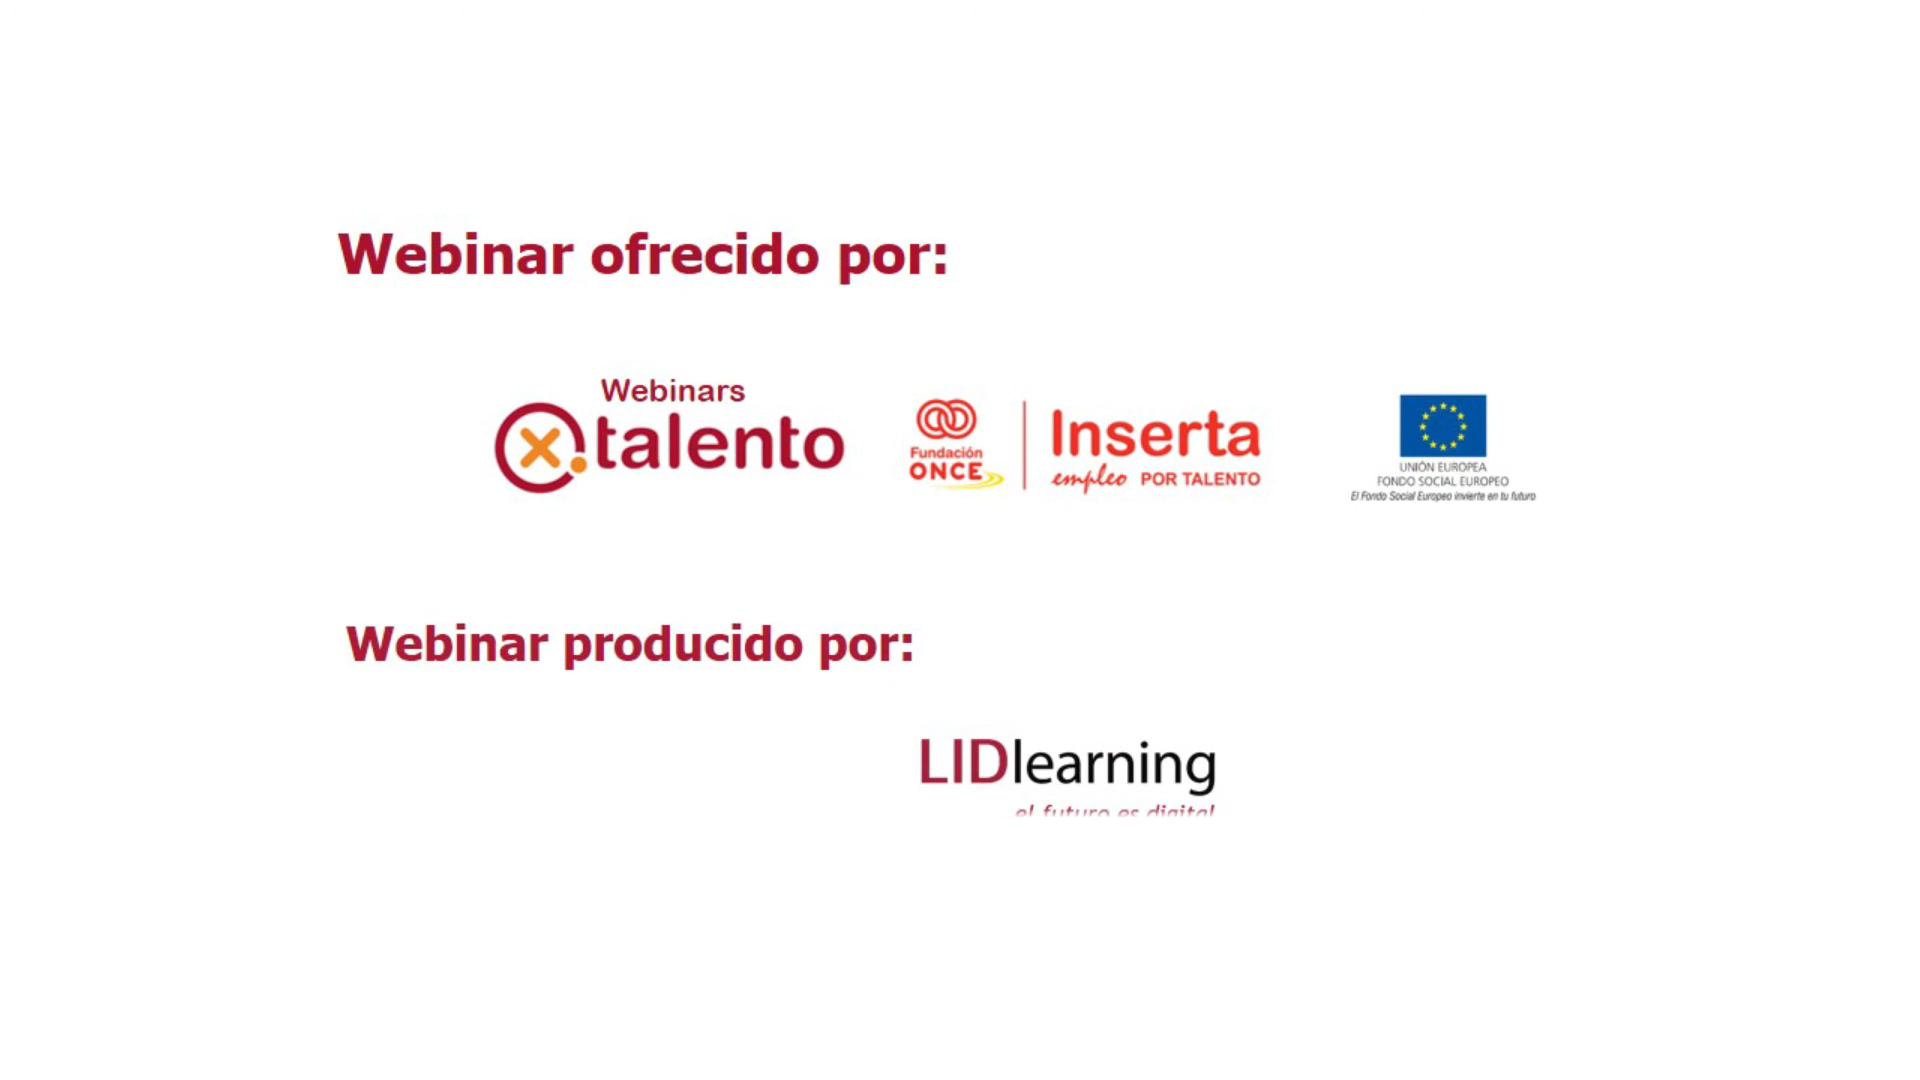 Webinar ofrecido por:
Webinars
x.talento
Fundación
ONCE
Inserta
empleo POR TALENTO
UNIÓN EUROPEA
FONDO SOCIAL EUROPEO
El Fondo Social Europeo invierte en tu futuro
Webinar producido por:
LIDlearning
el futuro es digital